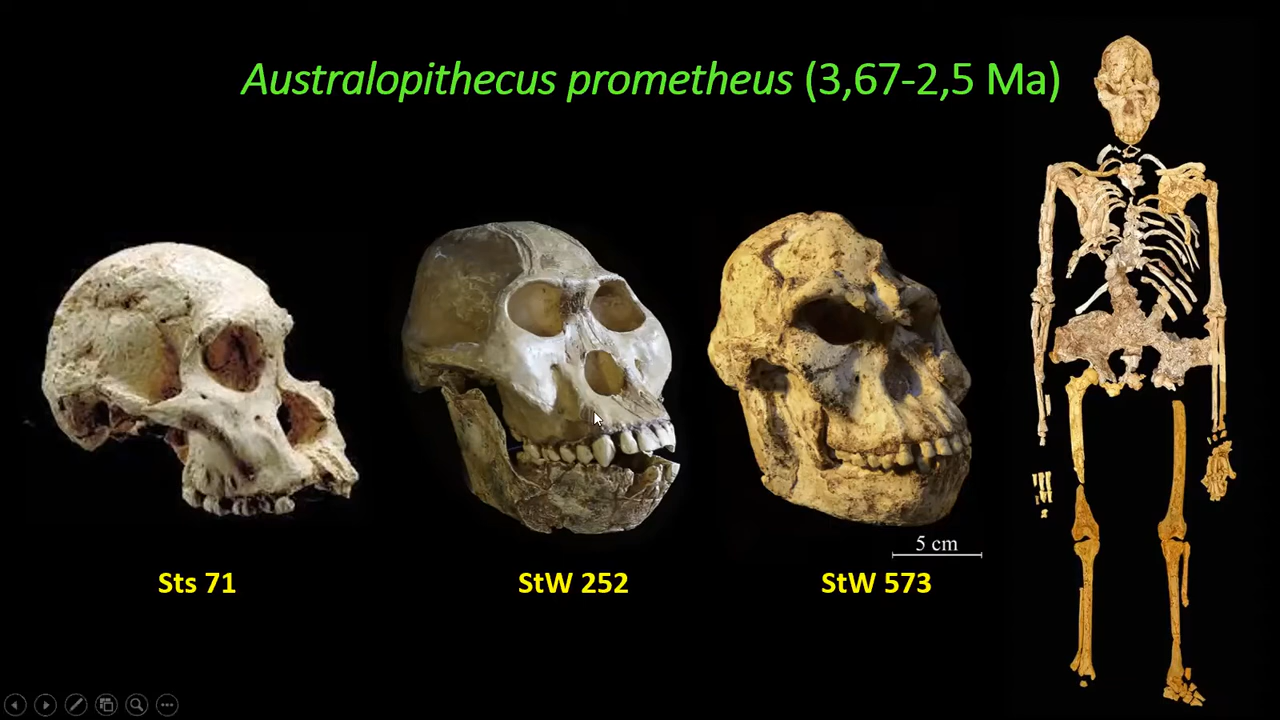 Australopithecus prometheus (3,67-2,5 Ma)
5 cm
Sts 71
StW 252
StW 573